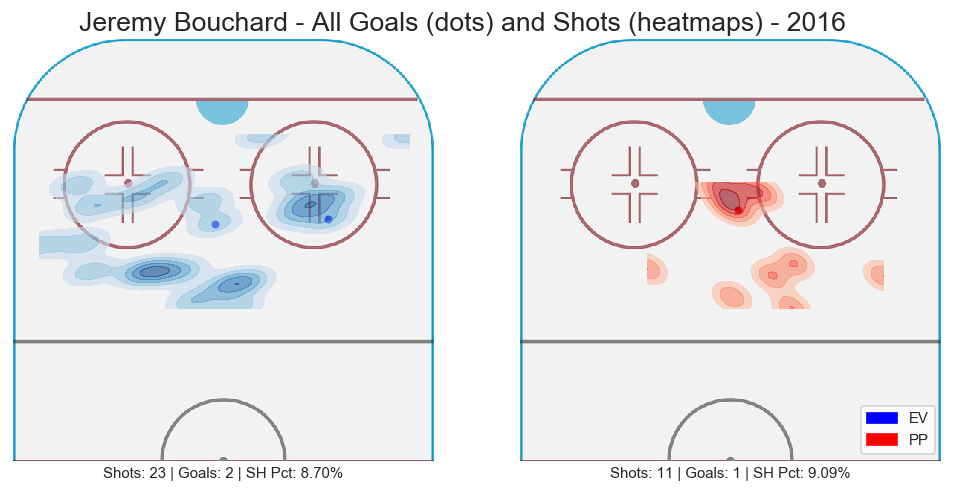 Jeremy Bouchard - All Goals (dots) and Shots (heatmaps) - 2016
EV
PP
Shots: 23 | Goals: 2 | SH Pct: 8.70%
Shots: 11 | Goals: 1 | SH Pct: 9.09%